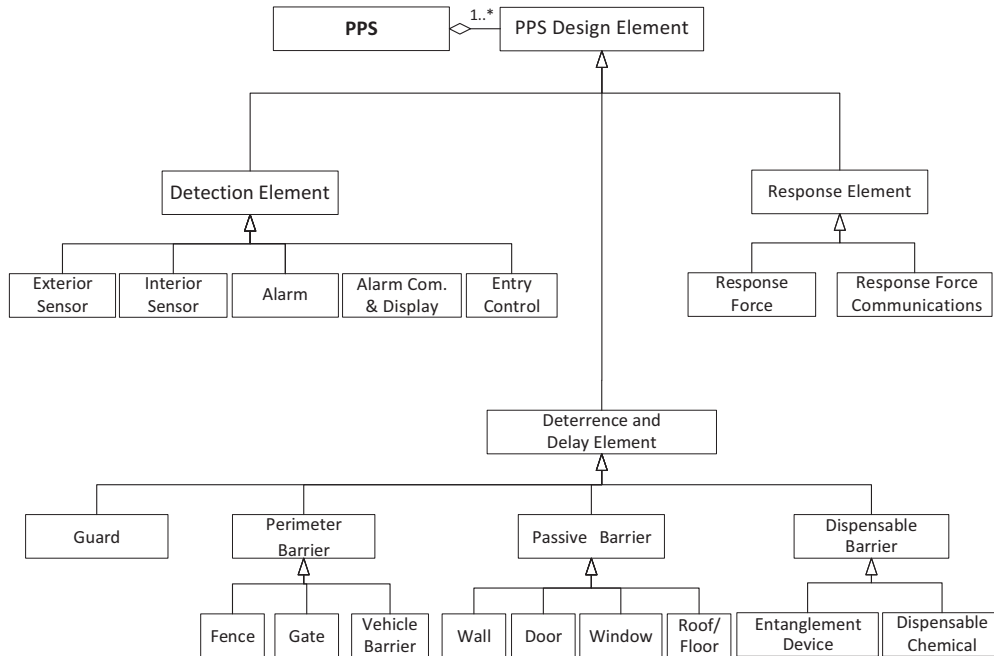 PPS
1..*
PPS Design Element
Detection Element
Response Element
Exterior
Sensor
Interior
Sensor
Alarm
Alarm Com.
& Display
Entry
Control
Response
Force
Response Force
Communications
Deterrence and
Delay Element
Guard
Perimeter
Barrier
Passive Barrier
Dispensable
Barrier
Fence
Gate
Vehicle
Barrier
Wall
Door
Window
Roof/
Floor
Entanglement
Device
Dispensable
Chemical